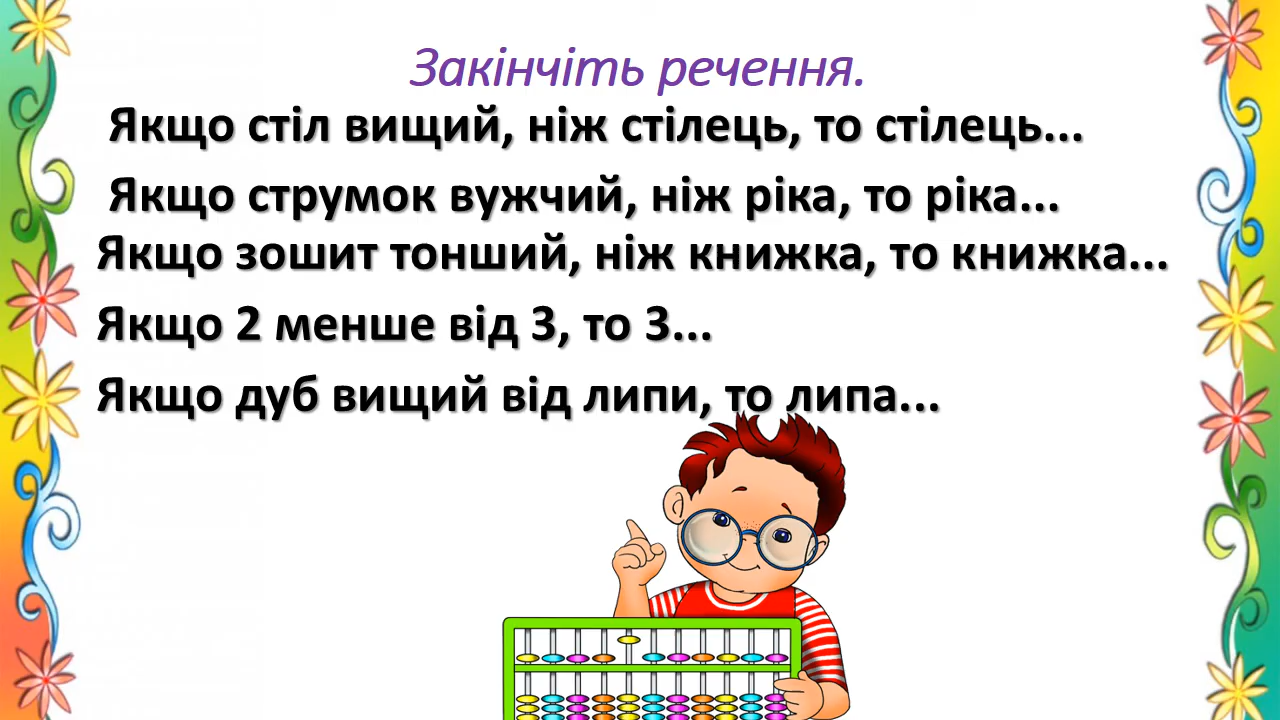 Закінчіть речення.
Якщо стіл вищий, ніж стілець, то стілець...
Якщо струмок вужчий, ніж ріка, то ріка...
Якщо зошит тонший, ніж книжка, то книжка...
Якщо 2 менше від 3, то 3...
Якщо дуб вищий від липи, то липа...